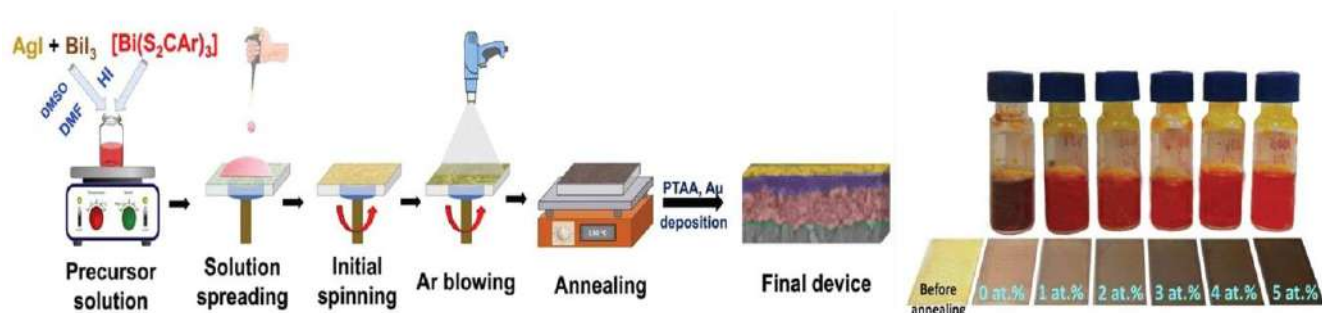 AgI + BiI₃ [Bi(S₂CAr)₃]
DMSO
DMF
HI
Precursor
solution
Solution
spreading
Initial
spinning
Ar blowing
Annealing
PTAA, Au
deposition
Final device
Before
annealing
0 at.%
1 at.%
2 at.%
3 at.%
4 at.%
5 at.%